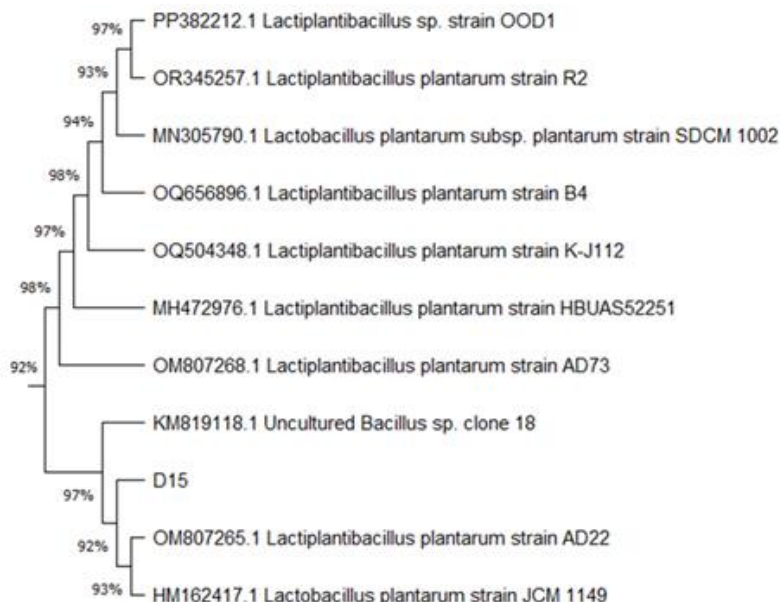 97%
PP382212.1 Lactiplantibacillus sp. strain OOD1
93%
OR345257.1 Lactiplantibacillus plantarum strain R2
94%
MN305790.1 Lactobacillus plantarum subsp. plantarum strain SDCM 1002
98%
OQ656896.1 Lactiplantibacillus plantarum strain B4
97%
OQ504348.1 Lactiplantibacillus plantarum strain K-J112
98%
MH472976.1 Lactiplantibacillus plantarum strain HBUAS52251
92%
OM807268.1 Lactiplantibacillus plantarum strain AD73
KM819118.1 Uncultured Bacillus sp. clone 18
97%
D15
92%
OM807265.1 Lactiplantibacillus plantarum strain AD22
93%
HM162417.1 Lactobacillus plantarum strain JCM 1149